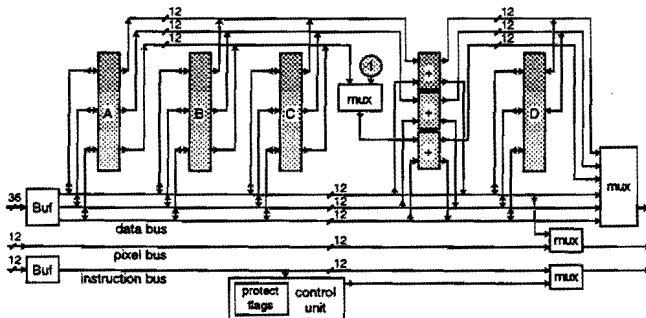 12
12
12
12
12
12
A
B
C
mux
+
+
+
D
mux
36
Buf
12
12
12
data bus
mux
12
12
pixel bus
12
Buf
12
instruction bus
mux
protect
flags
control
unit